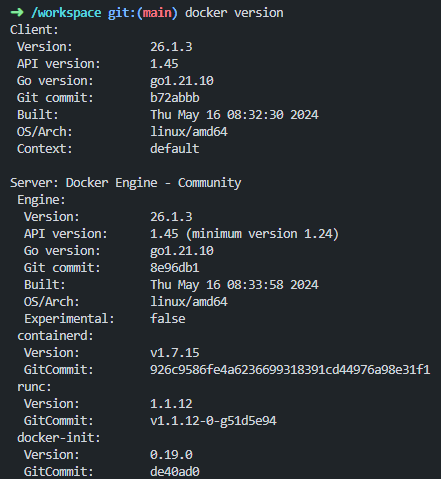 ➜ /workspace git:(main) docker version
Client:
 Version:           26.1.3
 API version:       1.45
 Go version:        go1.21.10
 Git commit:        b72abbb
 Built:             Thu May 16 08:32:30 2024
 OS/Arch:           linux/amd64
 Context:           default

Server: Docker Engine - Community
 Engine:
  Version:          26.1.3
  API version:      1.45 (minimum version 1.24)
  Go version:       go1.21.10
  Git commit:       8e96db1
  Built:            Thu May 16 08:33:58 2024
  OS/Arch:          linux/amd64
  Experimental:     false
 containerd:
  Version:          v1.7.15
  GitCommit:        926c9586fe4a6236699318391cd44976a98e31f1
 runc:
  Version:          1.1.12
  GitCommit:        v1.1.12-0-g51d5e94
 docker-init:
  Version:          0.19.0
  GitCommit:        de40ad0